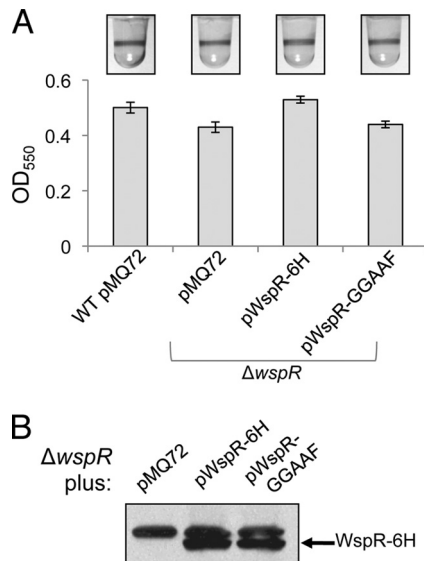 A
0.6
0.4
0.2
0
OD550
WT pMQ72
pMQ72
pWspR-6H
pWspR-GGAAF
ΔwspR
B
ΔwspR
plus:
pMQ72
pWspR-6H
pWspR-
GGAAF
WspR-6H